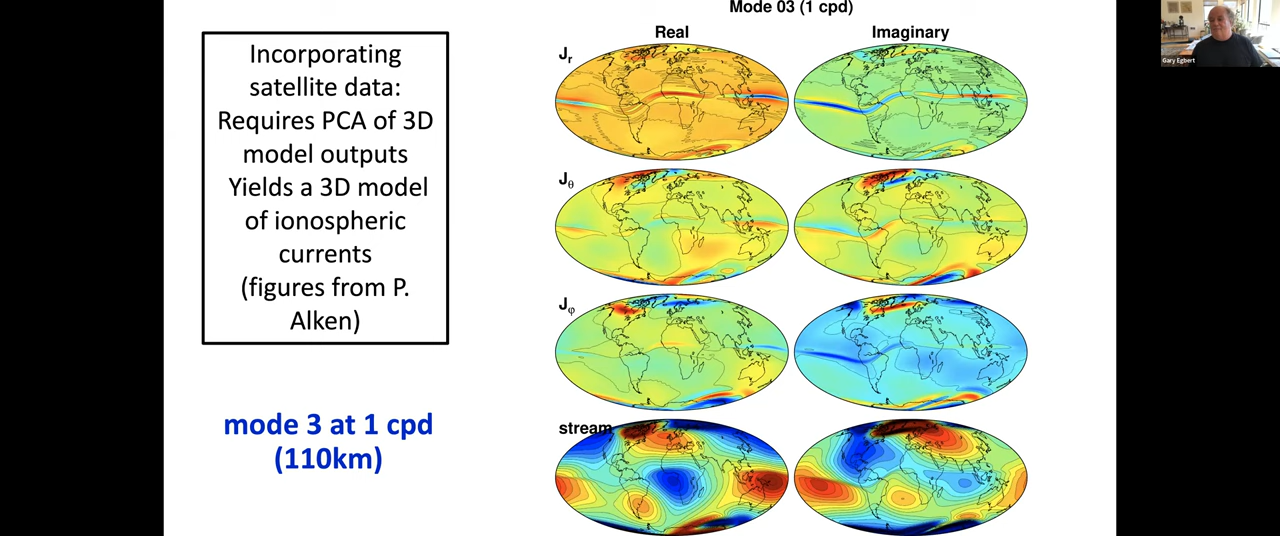 Incorporating
satellite data:
Requires PCA of 3D
model outputs
Yields a 3D model
of ionospheric
currents
(figures from P.
Alken)
mode 3 at 1 cpd
(110km)
Mode 03 (1 cpd)
Real
Imaginary
Jr
Jθ
Jφ
stream
Gary Egbert